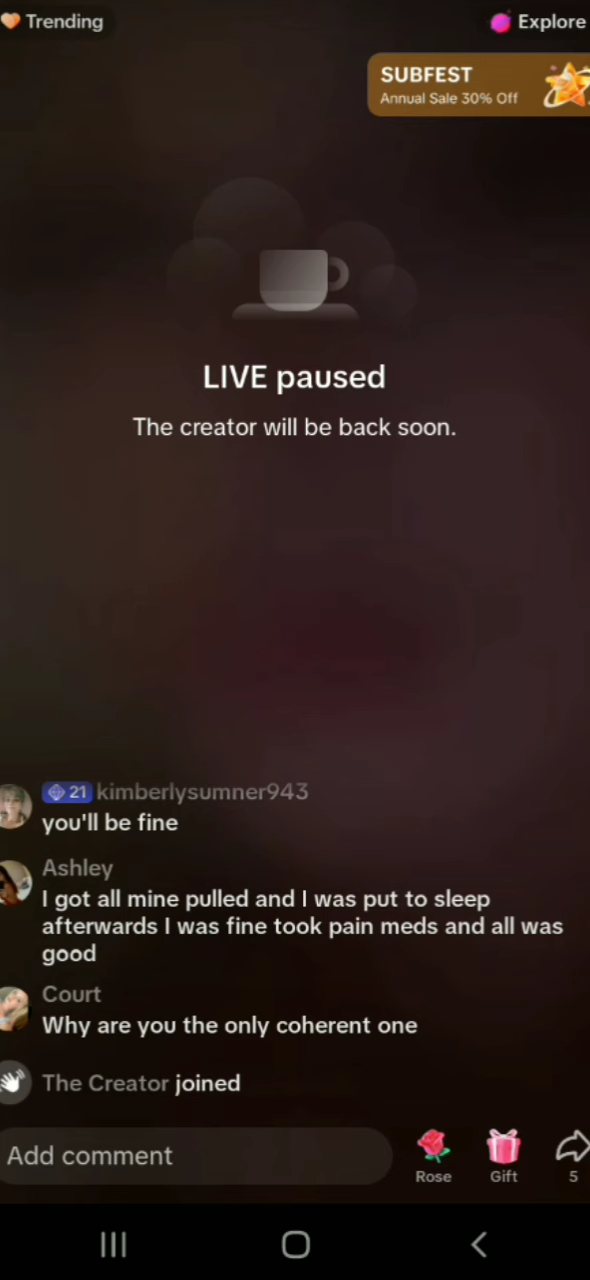 Trending
Explore
SUBFEST
Annual Sale 30% Off
LIVE paused
The creator will be back soon.
21 kimberlysumner943
you'll be fine
Ashley
I got all mine pulled and I was put to sleep
afterwards I was fine took pain meds and all was
good
Court
Why are you the only coherent one
The Creator joined
Add comment
Rose
Gift
5